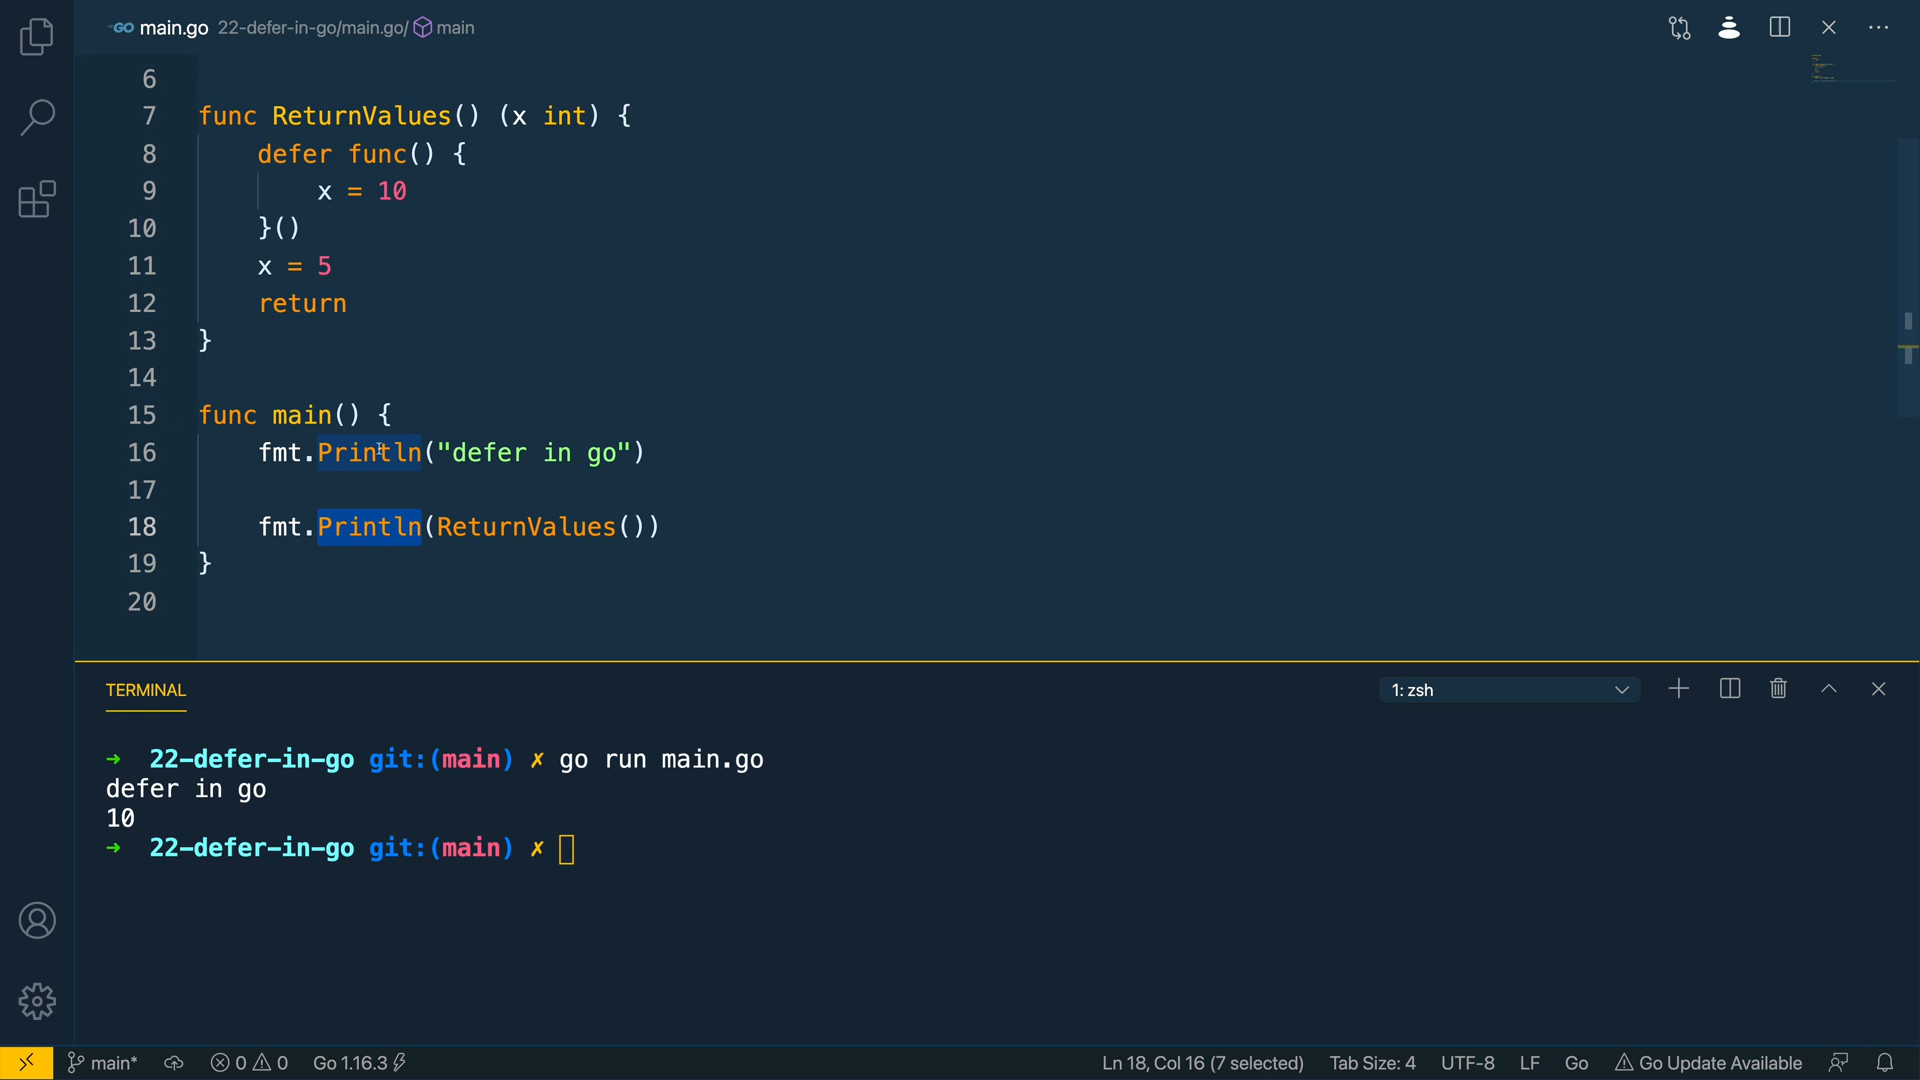 GO main.go 22-defer-in-go/main.go/ main
6
7 func ReturnValues() (x int) {
8 defer func() {
9 x = 10
10 }()
11 x = 5
12 return
13 }
14
15 func main() {
16 fmt.Println("defer in go")
17
18 fmt.Println(ReturnValues())
19 }
20
TERMINAL 1: zsh
➜ 22-defer-in-go git:(main) ✗ go run main.go
defer in go
10
➜ 22-defer-in-go git:(main) ✗
main* 0 0 Go 1.16.3 Ln 18, Col 16 (7 selected) Tab Size: 4 UTF-8 LF Go Go Update Available